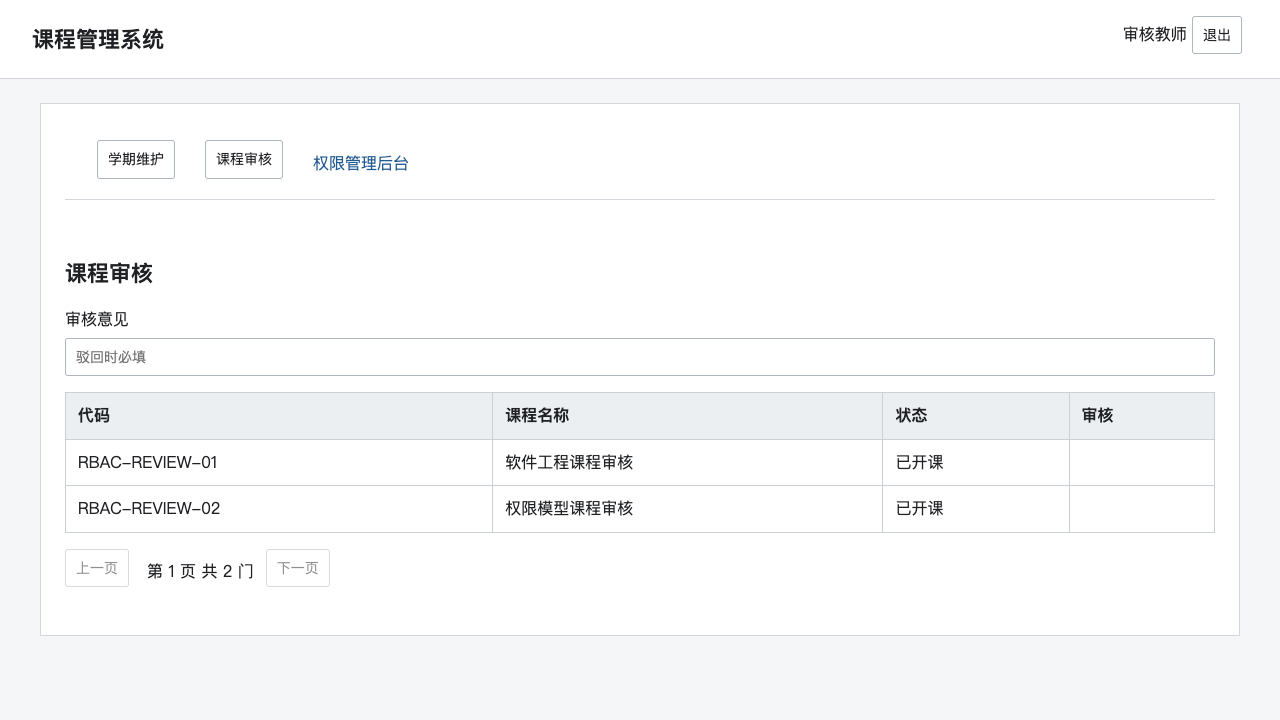 课程管理系统
审核教师 退出
学期维护 课程审核 权限管理后台
课程审核
审核意见
驳回时必填
代码 课程名称 状态 审核
RBAC-REVIEW-01 软件工程课程审核 已开课
RBAC-REVIEW-02 权限模型课程审核 已开课
上一页 第 1 页 共 2 门 下一页